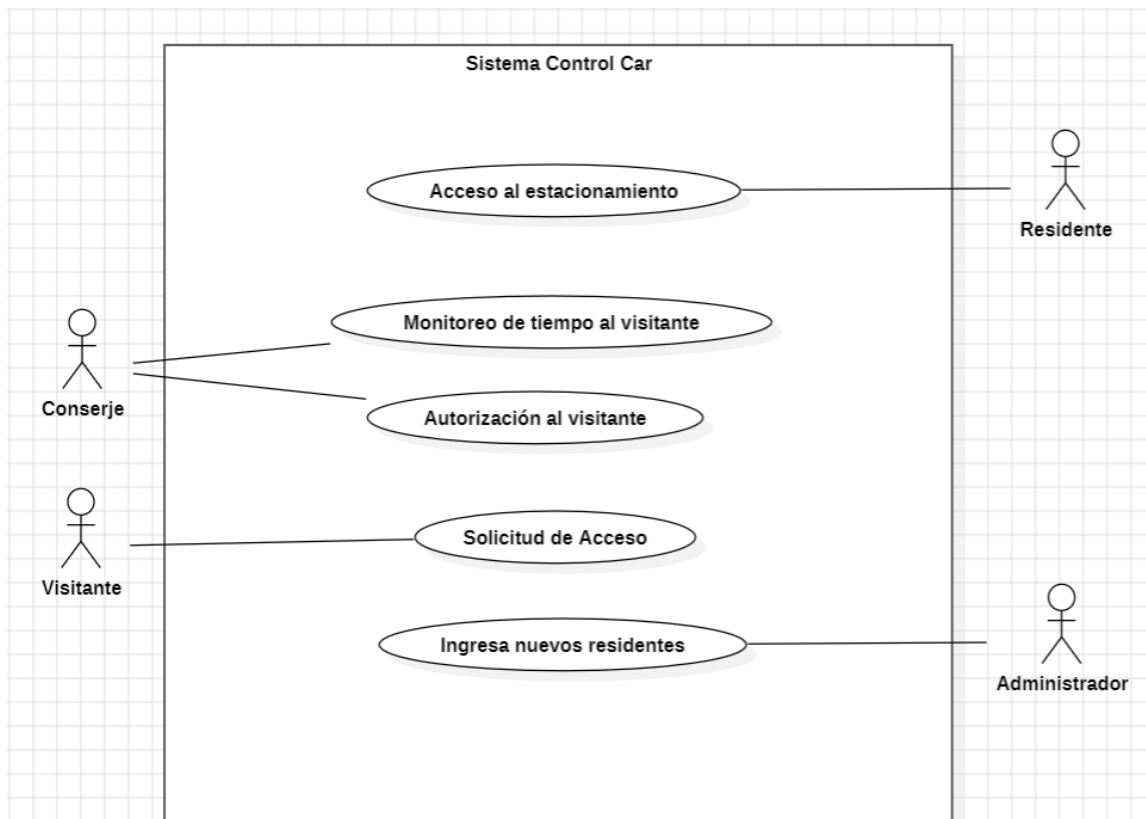 Sistema Control Car
Acceso al estacionamiento
Residente
Monitoreo de tiempo al visitante
Conserje
Autorización al visitante
Solicitud de Acceso
Visitante
Ingresa nuevos residentes
Administrador